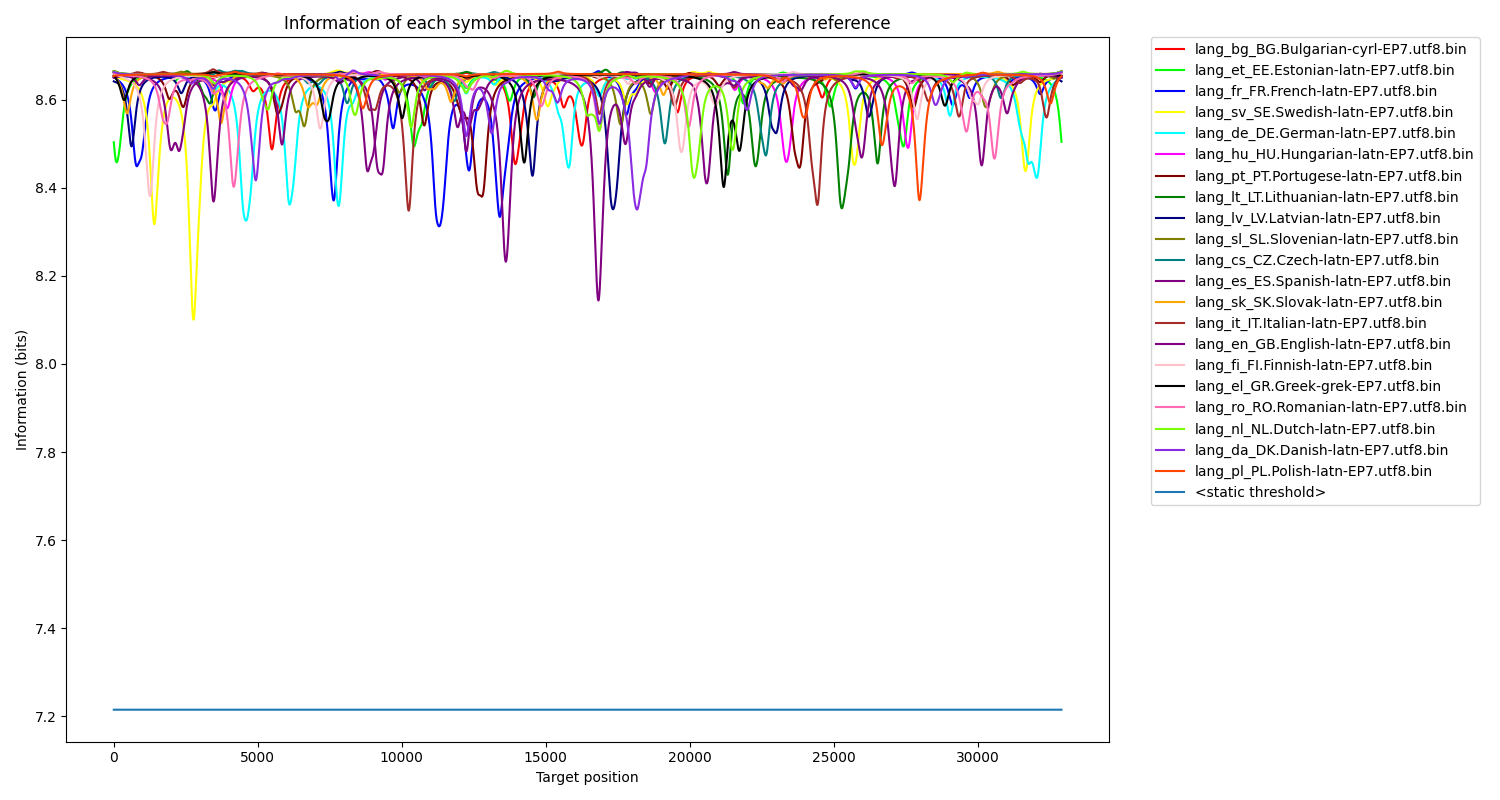 Information of each symbol in the target after training on each reference
Information (bits)
8.6
8.4
8.2
8.0
7.8
7.6
7.4
7.2
0 5000 10000 15000 20000 25000 30000
Target position
lang_bg_BG.Bulgarian-cyrl-EP7.utf8.bin
lang_et_EE.Estonian-latn-EP7.utf8.bin
lang_fr_FR.French-latn-EP7.utf8.bin
lang_sv_SE.Swedish-latn-EP7.utf8.bin
lang_de_DE.German-latn-EP7.utf8.bin
lang_hu_HU.Hungarian-latn-EP7.utf8.bin
lang_pt_PT.Portugese-latn-EP7.utf8.bin
lang_lt_LT.Lithuanian-latn-EP7.utf8.bin
lang_lv_LV.Latvian-latn-EP7.utf8.bin
lang_sl_SL.Slovenian-latn-EP7.utf8.bin
lang_cs_CZ.Czech-latn-EP7.utf8.bin
lang_es_ES.Spanish-latn-EP7.utf8.bin
lang_sk_SK.Slovak-latn-EP7.utf8.bin
lang_it_IT.Italian-latn-EP7.utf8.bin
lang_en_GB.English-latn-EP7.utf8.bin
lang_fi_FI.Finnish-latn-EP7.utf8.bin
lang_el_GR.Greek-grek-EP7.utf8.bin
lang_ro_RO.Romanian-latn-EP7.utf8.bin
lang_nl_NL.Dutch-latn-EP7.utf8.bin
lang_da_DK.Danish-latn-EP7.utf8.bin
lang_pl_PL.Polish-latn-EP7.utf8.bin
<static threshold>